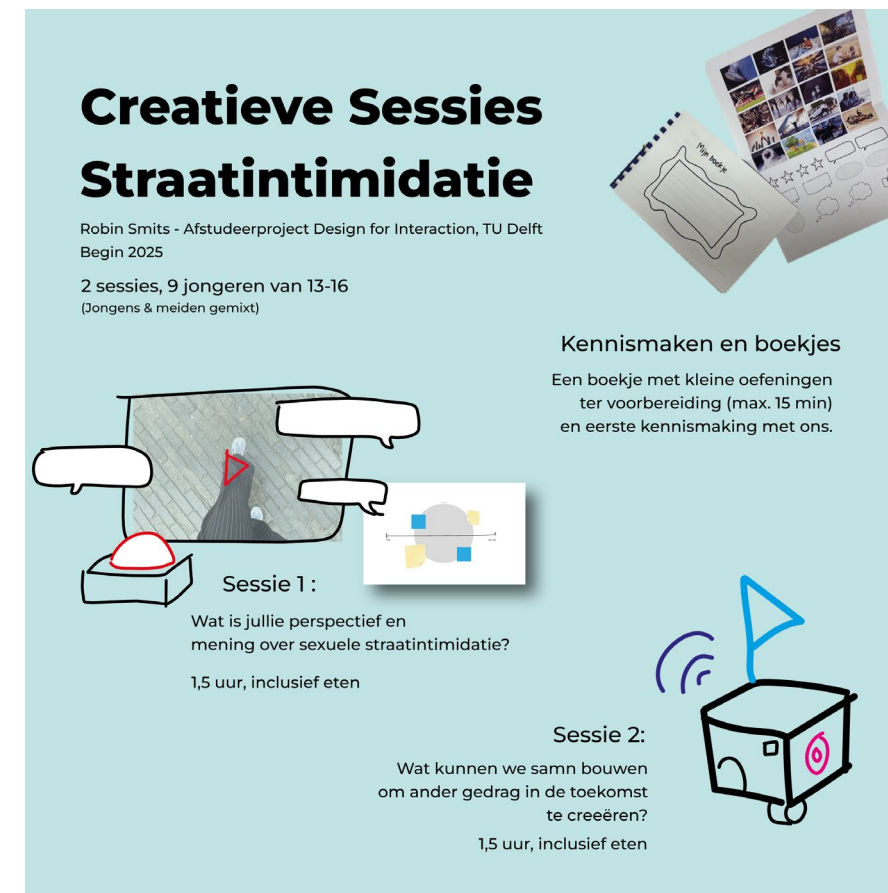 Creatieve Sessies
Straatintimidatie
Robin Smits - Afstudeerproject Design for Interaction, TU Delft
Begin 2025
2 sessies, 9 jongeren van 13-16
(Jongens & meiden gemixt)
Mijn boekje
Kennismaken en boekjes
Een boekje met kleine oefeningen
ter voorbereiding (max. 15 min)
en eerste kennismaking met ons.
Sessie 1 :
Wat is jullie perspectief en
mening over sexuele straatintimidatie?
1,5 uur, inclusief eten
Sessie 2:
Wat kunnen we samn bouwen
om ander gedrag in de toekomst
te creeëren?
1,5 uur, inclusief eten